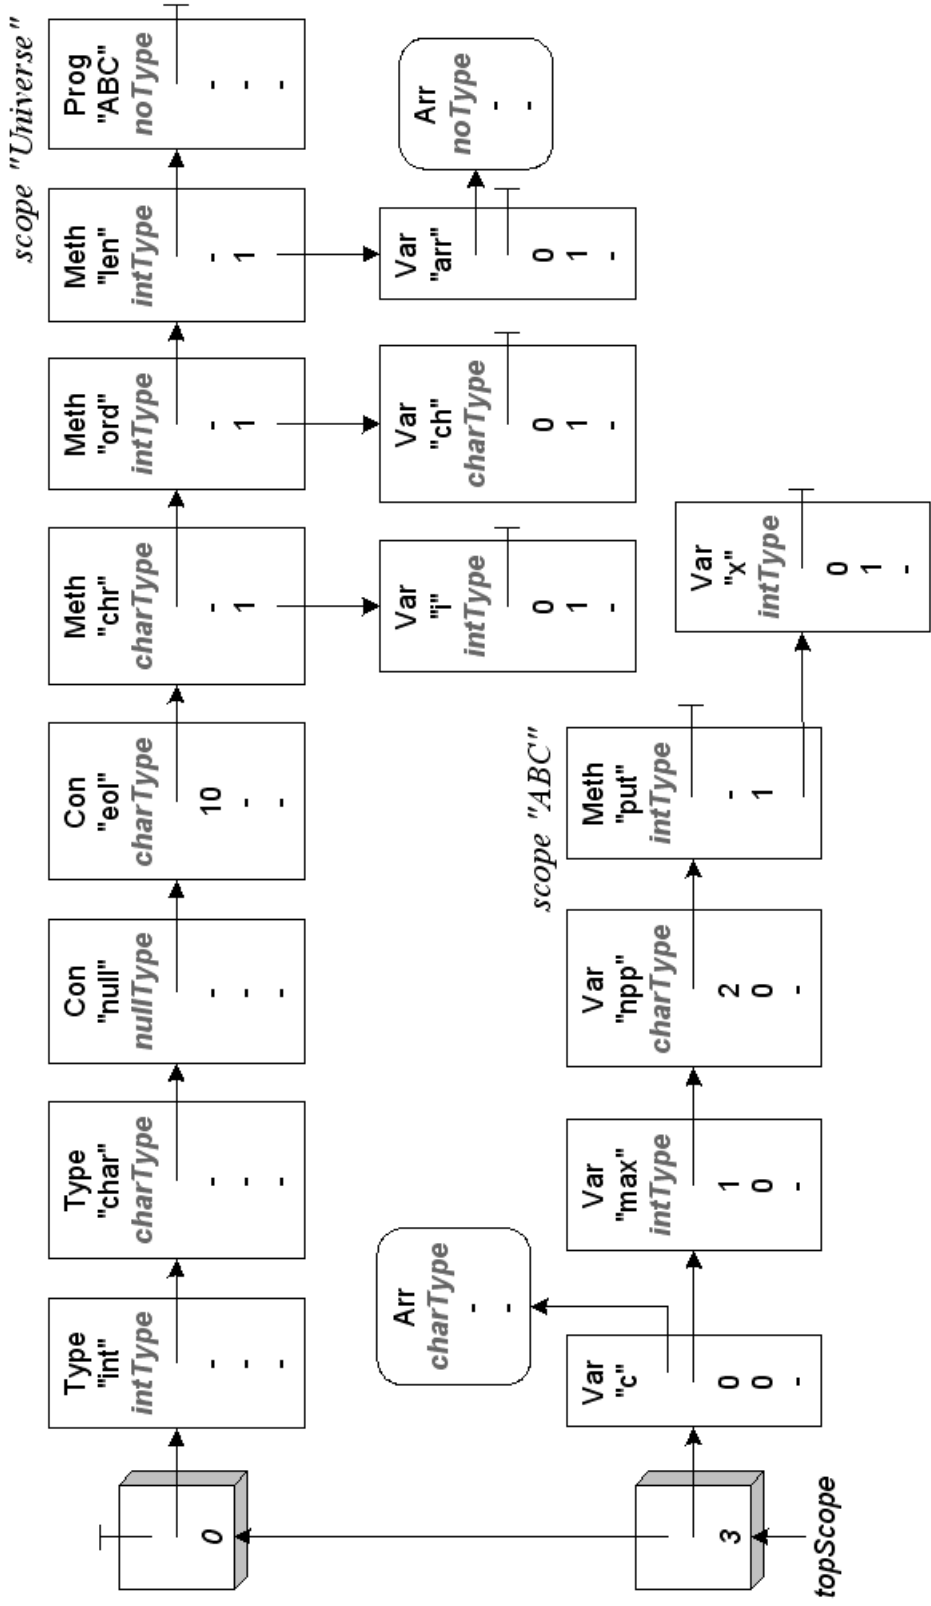 scope "Universe"
0
Type
"int"
intType
-
-
-
Type
"char"
charType
-
-
-
Con
"null"
nullType
-
-
-
Con
"eol"
charType
10
-
-
Meth
"chr"
charType
-
1
Meth
"ord"
intType
-
1
Meth
"len"
intType
-
1
Prog
"ABC"
noType
-
-
-
Var
"i"
intType
0
1
-
Var
"ch"
charType
0
1
-
Var
"arr"
0
1
-
Arr
noType
-
-
Arr
charType
-
-
scope "ABC"
3
topScope
Var
"c"
0
0
-
Var
"max"
intType
1
0
-
Var
"npp"
charType
2
0
-
Meth
"put"
intType
-
1
Var
"x"
intType
0
1
-